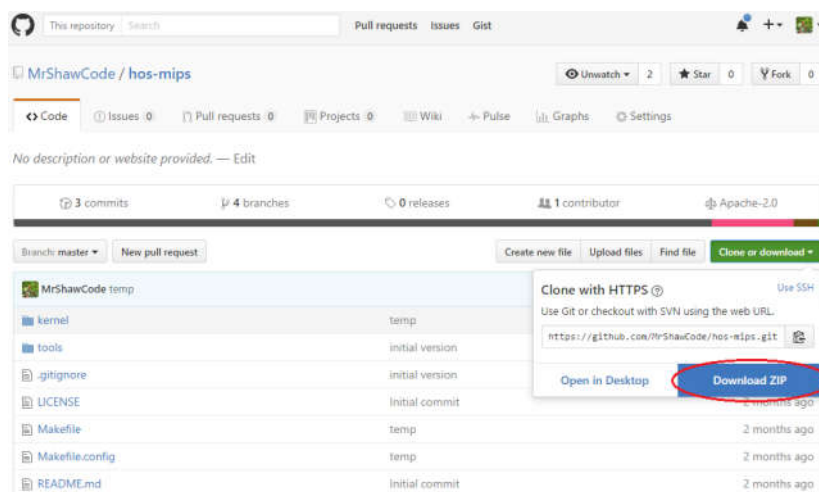 This repository Search Pull requests Issues Gist
MrShawCode / hos-mips Unwatch 2 Star 0 Fork 0
Code Issues 0 Pull requests 0 Projects 0 Wiki Pulse Graphs Settings
No description or website provided. — Edit
3 commits 4 branches 0 releases 1 contributor Apache-2.0
Branch: master New pull request Create new file Upload files Find file Clone or download
MrShawCode temp
Clone with HTTPS Use SSH
Use Git or checkout with SVN using the web URL.
https://github.com/MrShawCode/hos-mips.git
Open in Desktop Download ZIP
kernel temp
tools initial version
.gitignore initial version
LICENSE Initial commit 2 months ago
Makefile temp 2 months ago
Makefile.config temp 2 months ago
README.md Initial commit 2 months ago